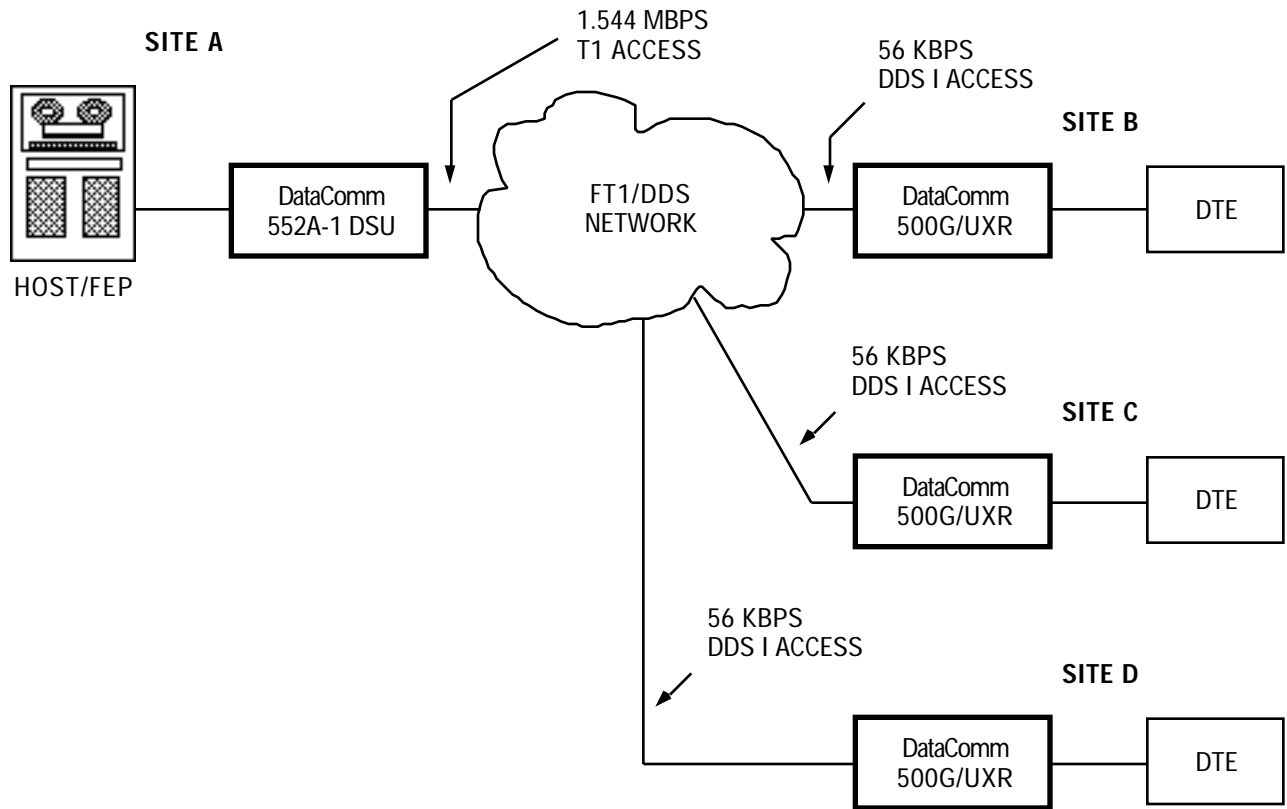 SITE A
1.544 MBPS
T1 ACCESS
56 KBPS
DDS I ACCESS
SITE B
DataComm
552A-1 DSU
FT1/DDS
NETWORK
DataComm
500G/UXR
DTE
HOST/FEP
56 KBPS
DDS I ACCESS
SITE C
DataComm
500G/UXR
DTE
56 KBPS
DDS I ACCESS
SITE D
DataComm
500G/UXR
DTE